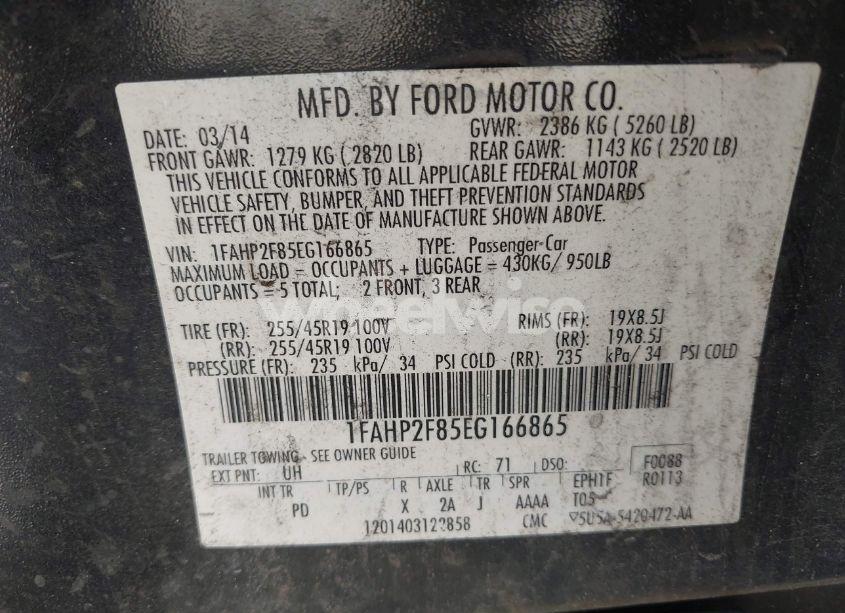 MFD. BY FORD MOTOR CO.
DATE: 03/14 GVWR: 2386 KG ( 5260 LB)
FRONT GAWR: 1279 KG ( 2820 LB) REAR GAWR: 1143 KG ( 2520 LB)
THIS VEHICLE CONFORMS TO ALL APPLICABLE FEDERAL MOTOR
VEHICLE SAFETY, BUMPER, AND THEFT PREVENTION STANDARDS
IN EFFECT ON THE DATE OF MANUFACTURE SHOWN ABOVE.
VIN: 1FAHP2F85EG166865 TYPE: Passenger-Car
MAXIMUM LOAD = OCCUPANTS + LUGGAGE = 430KG/ 950LB
OCCUPANTS = 5 TOTAL; 2 FRONT, 3 REAR
wheelwise
TIRE (FR): 255/45R19 100V RIMS (FR): 19X8.5J
(RR): 255/45R19 100V (RR): 19X8.5J
PRESSURE (FR): 235 kPa/ 34 PSI COLD (RR): 235 kPa/ 34 PSI COLD
1FAHP2F85EG166865
TRAILER TOWING - SEE OWNER GUIDE
EXT PNT: UH RC: 71 DSO: F0088
R0113
INT TR TP/PS R AXLE TR SPR EPH1F
PD X 2A J AAAA T05
1201403122858 CMC 5U5A-5420472-AA